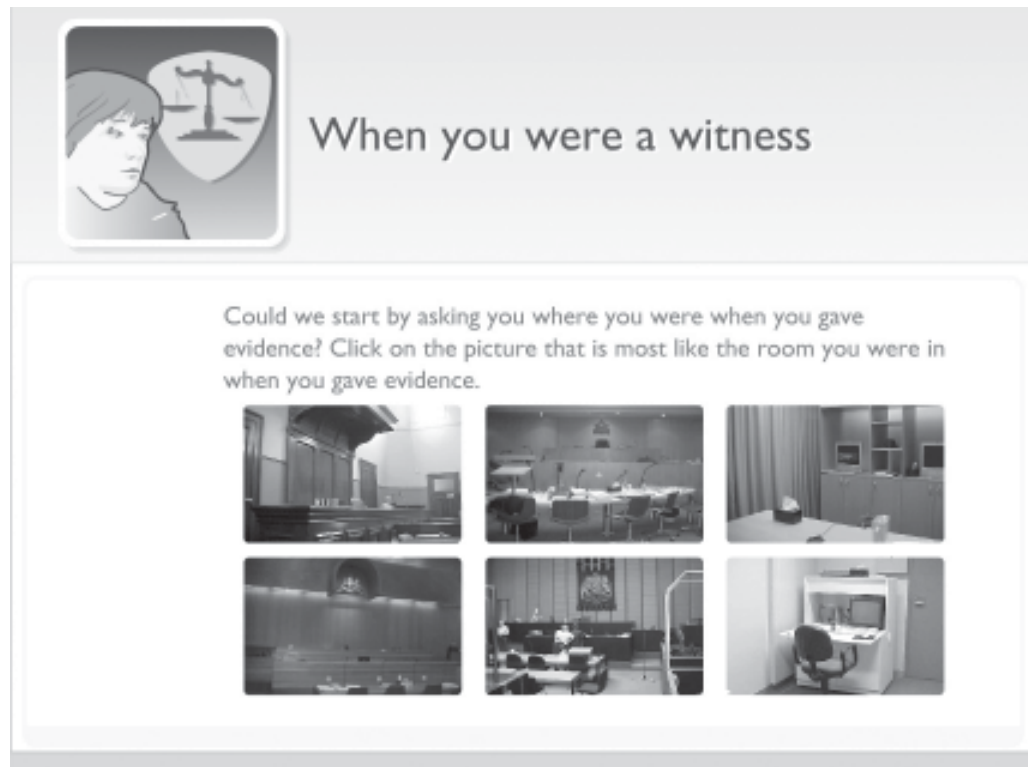 When you were a witness
Could we start by asking you where you were when you gave
evidence? Click on the picture that is most like the room you were in
when you gave evidence.